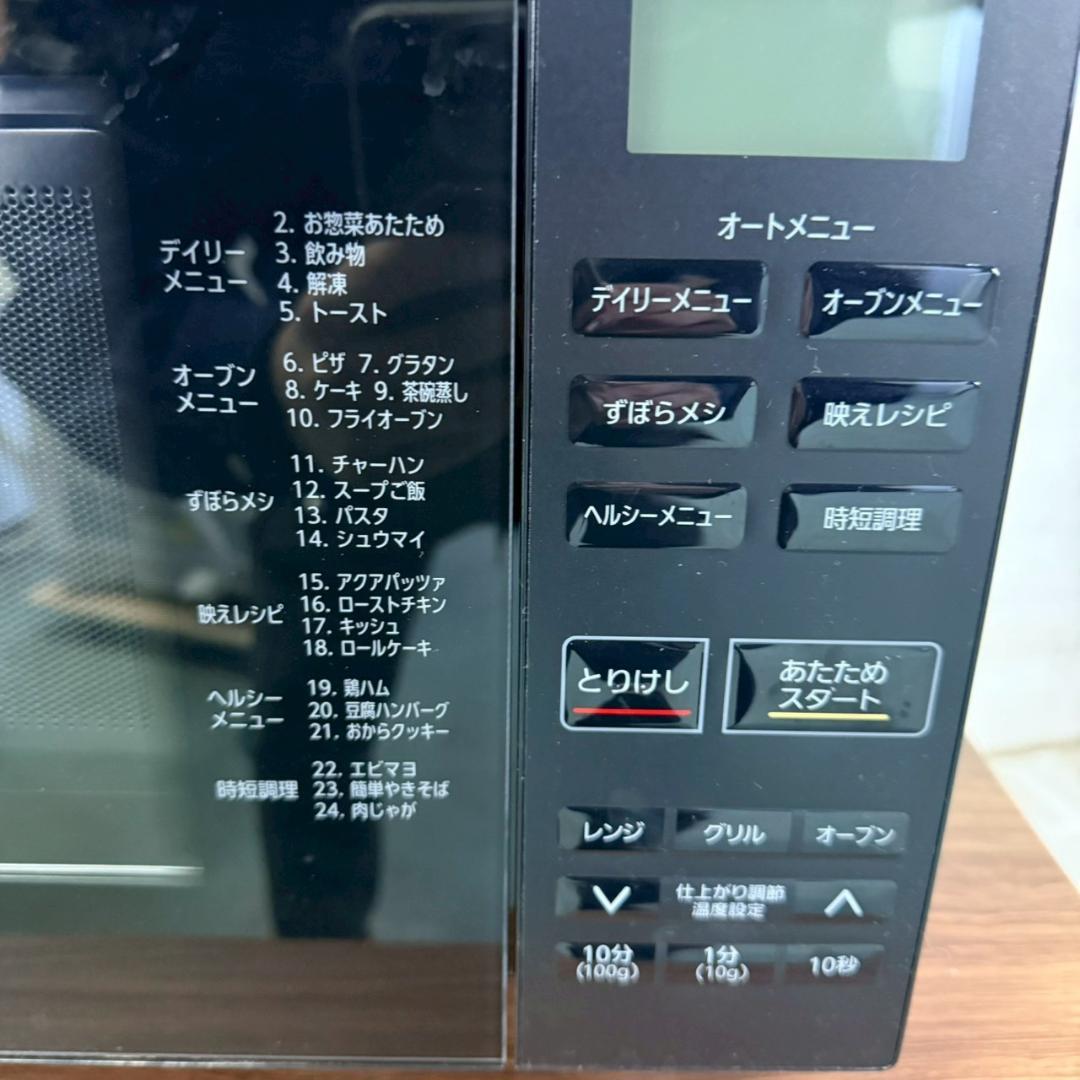 デイリー
メニュー
2. お惣菜あたため
3. 飲み物
4. 解凍
5. トースト
オーブン
メニュー
6. ピザ 7. グラタン
8. ケーキ 9. 茶碗蒸し
10. フライオーブン
ずぼらメシ
11. チャーハン
12. スープご飯
13. パスタ
14. シュウマイ
映えレシピ
15. アクアパッツァ
16. ローストチキン
17. キッシュ
18. ロールケーキ
ヘルシー
メニュー
19. 鶏ハム
20. 豆腐ハンバーグ
21. おからクッキー
時短調理
22. エビマヨ
23. 簡単やきそば
24. 肉じゃが
オートメニュー
デイリーメニュー
オーブンメニュー
ずぼらメシ
映えレシピ
ヘルシーメニュー
時短調理
とりけし
あたため
スタート
レンジ
グリル
オーブン
仕上がり調節
温度設定
10分
(100g)
1分
(10g)
10秒